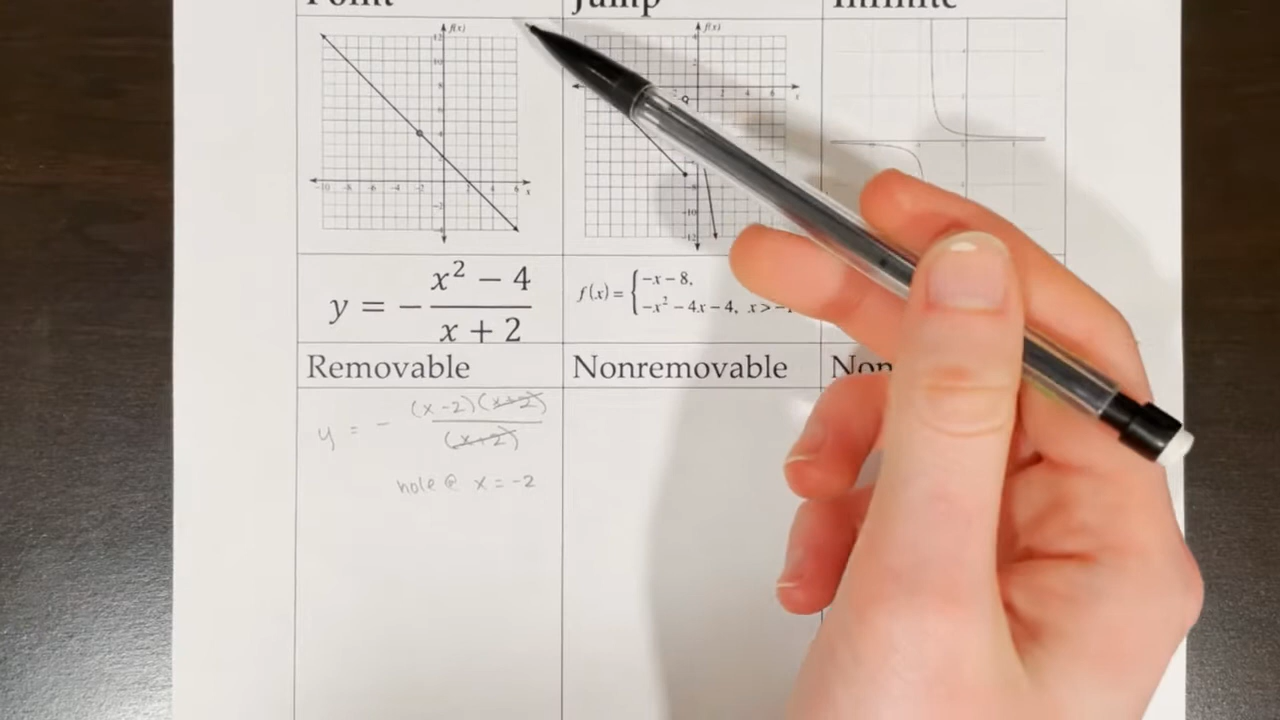 Point Jump Infinite
f(x) f(x)
y = − x² − 4 / x + 2
f(x) = { −x − 8,
−x² − 4x − 4, x > −
Removable Nonremovable Non
y = − (x − 2)(x + 2) / (x + 2)
hole @ x = −2